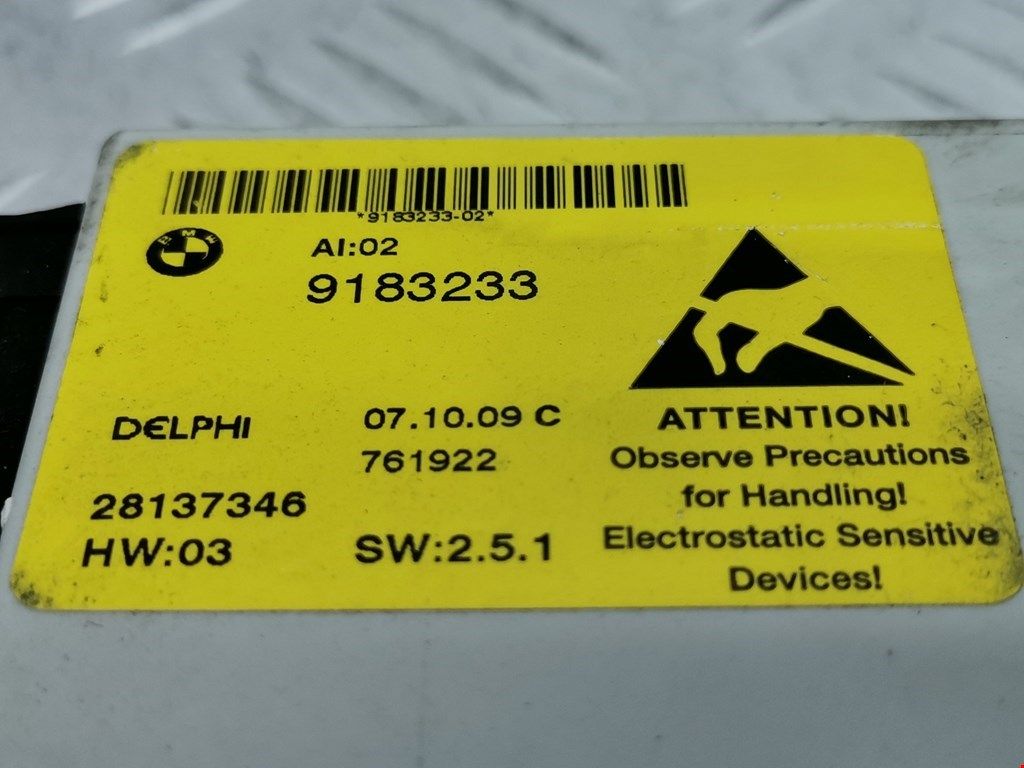 *9183233-02*
BMW
AI:02
9183233
DELPHI
07.10.09 C
761922
28137346
HW:03
SW:2.5.1
ATTENTION!
Observe Precautions
for Handling!
Electrostatic Sensitive
Devices!